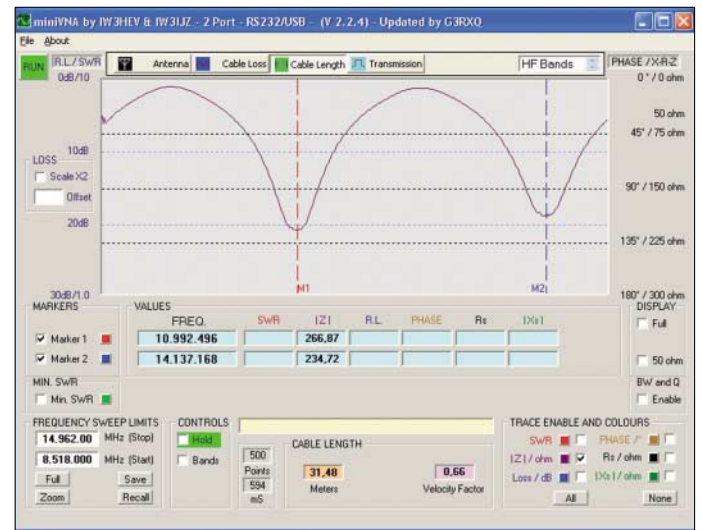 miniVNA by IW3HEV & IW3IJZ - 2 Port - RS232/USB - (V 2.2.4) - Updated by G3RXQ
File About
RUN R.L./SWR Antenna Cable Loss Cable Length Transmission HF Bands PHASE /X-R-Z
0dB/10 0°/0 ohm
50 ohm
45°/75 ohm
10dB
LOSS
Scale X2
90°/150 ohm
Offset
20dB
135°/225 ohm
M1 M2
30dB/1.0 180°/300 ohm
MARKERS VALUES DISPLAY
FREQ. SWR |Z| R.L. PHASE Rs |Xs| Full
Marker 1 10.992.496 266,87
Marker 2 14.137.168 234,72 50 ohm
MIN. SWR BW and Q
Min. SWR Enable
FREQUENCY SWEEP LIMITS CONTROLS TRACE ENABLE AND COLOURS
14.962.00 MHz (Stop) Hold CABLE LENGTH SWR PHASE /°
8.518.000 MHz (Start) Bands 500 Points 31,48 0,66 |Z|/ohm Rs/ohm
Full Save 594 mS Meters Velocity Factor Loss/dB |Xs|/ohm
Zoom Recall All None